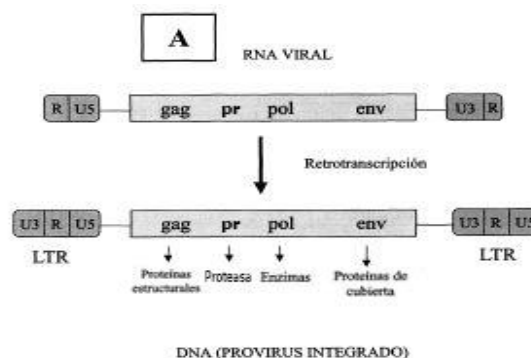 A
RNA VIRAL
R U5 gag pr pol env U3 R
Retrotranscripción
U3 R U5 gag pr pol env U3 R U5
LTR LTR
Proteínas estructurales Proteasa Enzimas Proteínas de cubierta
DNA (PROVIRUS INTEGRADO)